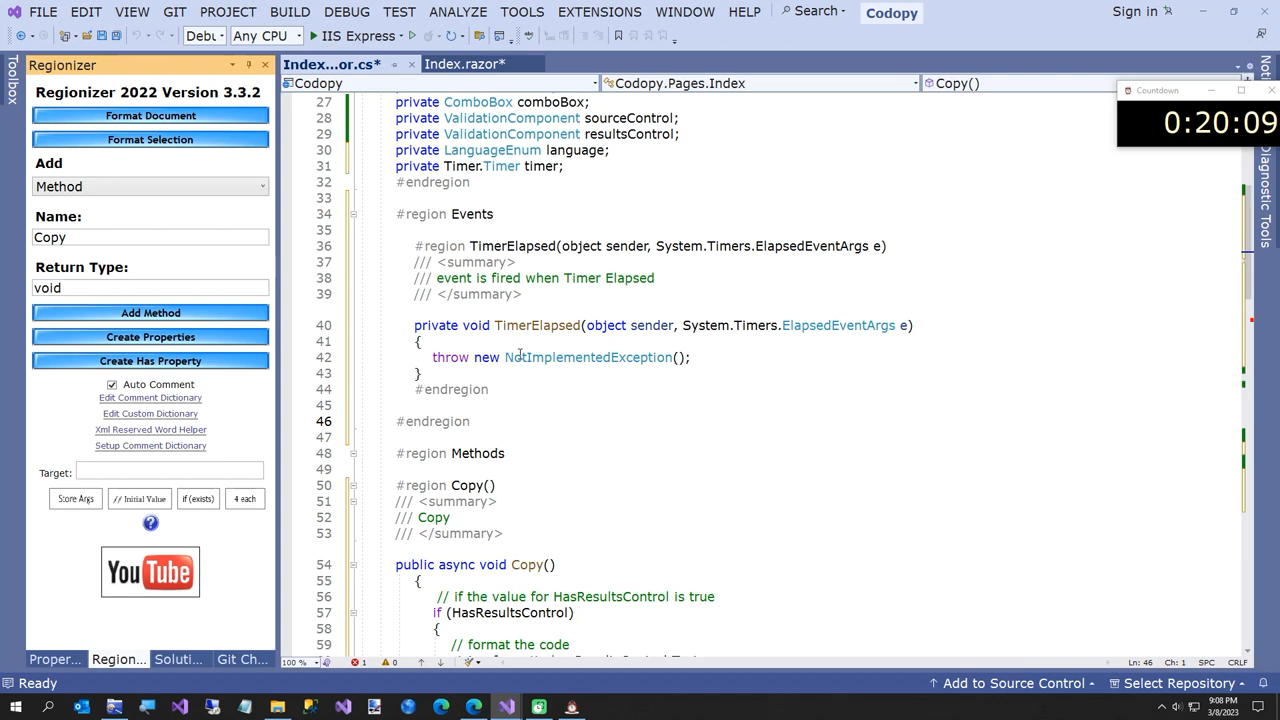 FILE EDIT VIEW GIT PROJECT BUILD DEBUG TEST ANALYZE TOOLS EXTENSIONS WINDOW HELP Search Codopy Sign in
Debu Any CPU IIS Express
Toolbox
Regionizer
Regionizer 2022 Version 3.3.2
Format Document
Format Selection
Add
Method
Name:
Copy
Return Type:
void
Add Method
Create Properties
Create Has Property
Auto Comment
Edit Comment Dictionary
Edit Custom Dictionary
Xml Reserved Word Helper
Setup Comment Dictionary
Target:
Store Args // Initial Value if (exists) 4 each
?
YouTube
Proper... Region... Soluti... Git Ch...
Index...or.cs* Index.razor*
Codopy Codopy.Pages.Index Copy()
27 private ComboBox comboBox;
28 private ValidationComponent sourceControl;
29 private ValidationComponent resultsControl;
30 private LanguageEnum language;
31 private Timer.Timer timer;
32 #endregion
33
34 #region Events
35
36 #region TimerElapsed(object sender, System.Timers.ElapsedEventArgs e)
37 /// <summary>
38 /// event is fired when Timer Elapsed
39 /// </summary>
40 private void TimerElapsed(object sender, System.Timers.ElapsedEventArgs e)
41 {
42 throw new NotImplementedException();
43 }
44 #endregion
45
46 #endregion
47
48 #region Methods
49
50 #region Copy()
51 /// <summary>
52 /// Copy
53 /// </summary>
54 public async void Copy()
55 {
56 // if the value for HasResultsControl is true
57 if (HasResultsControl)
58 {
59 // format the code
100 % 1 0 Ln: 46 Ch: 1 SPC CRLF
Countdown
0:20:09
Noti
Diagnostic Tools
Ready Add to Source Control Select Repository
9:08 PM
3/8/2023